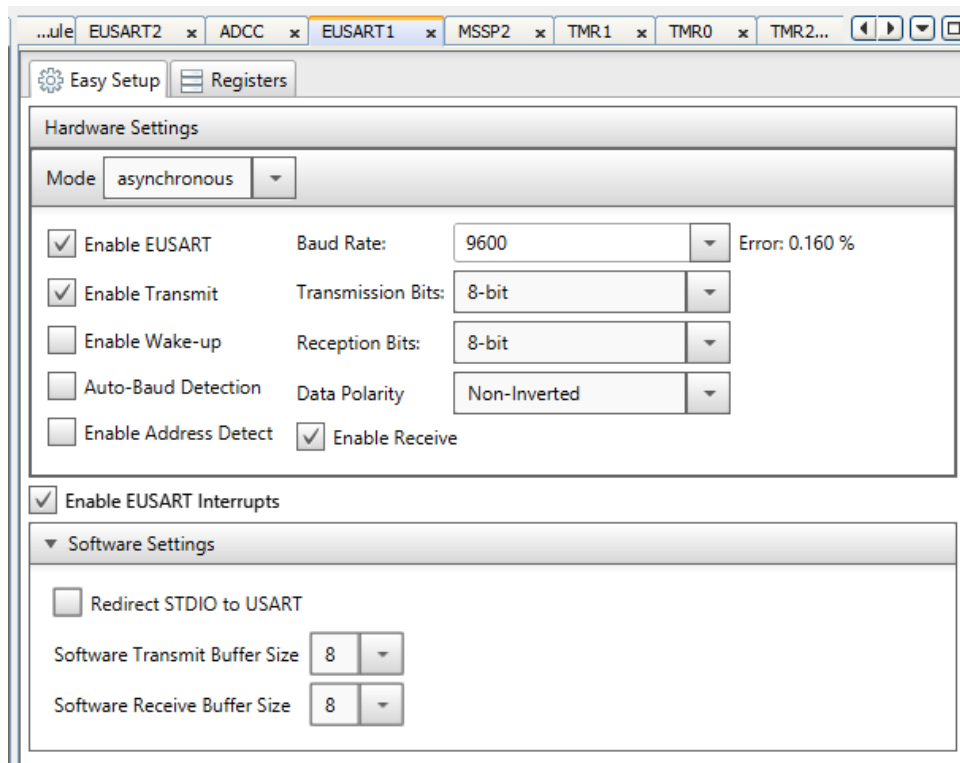 ...ule EUSART2 x ADCC x EUSART1 x MSSP2 x TMR1 x TMR0 x TMR2...
Easy Setup Registers
Hardware Settings
Mode asynchronous
Enable EUSART Baud Rate: 9600 Error: 0.160 %
Enable Transmit Transmission Bits: 8-bit
Enable Wake-up Reception Bits: 8-bit
Auto-Baud Detection Data Polarity Non-Inverted
Enable Address Detect Enable Receive
Enable EUSART Interrupts
Software Settings
Redirect STDIO to USART
Software Transmit Buffer Size 8
Software Receive Buffer Size 8